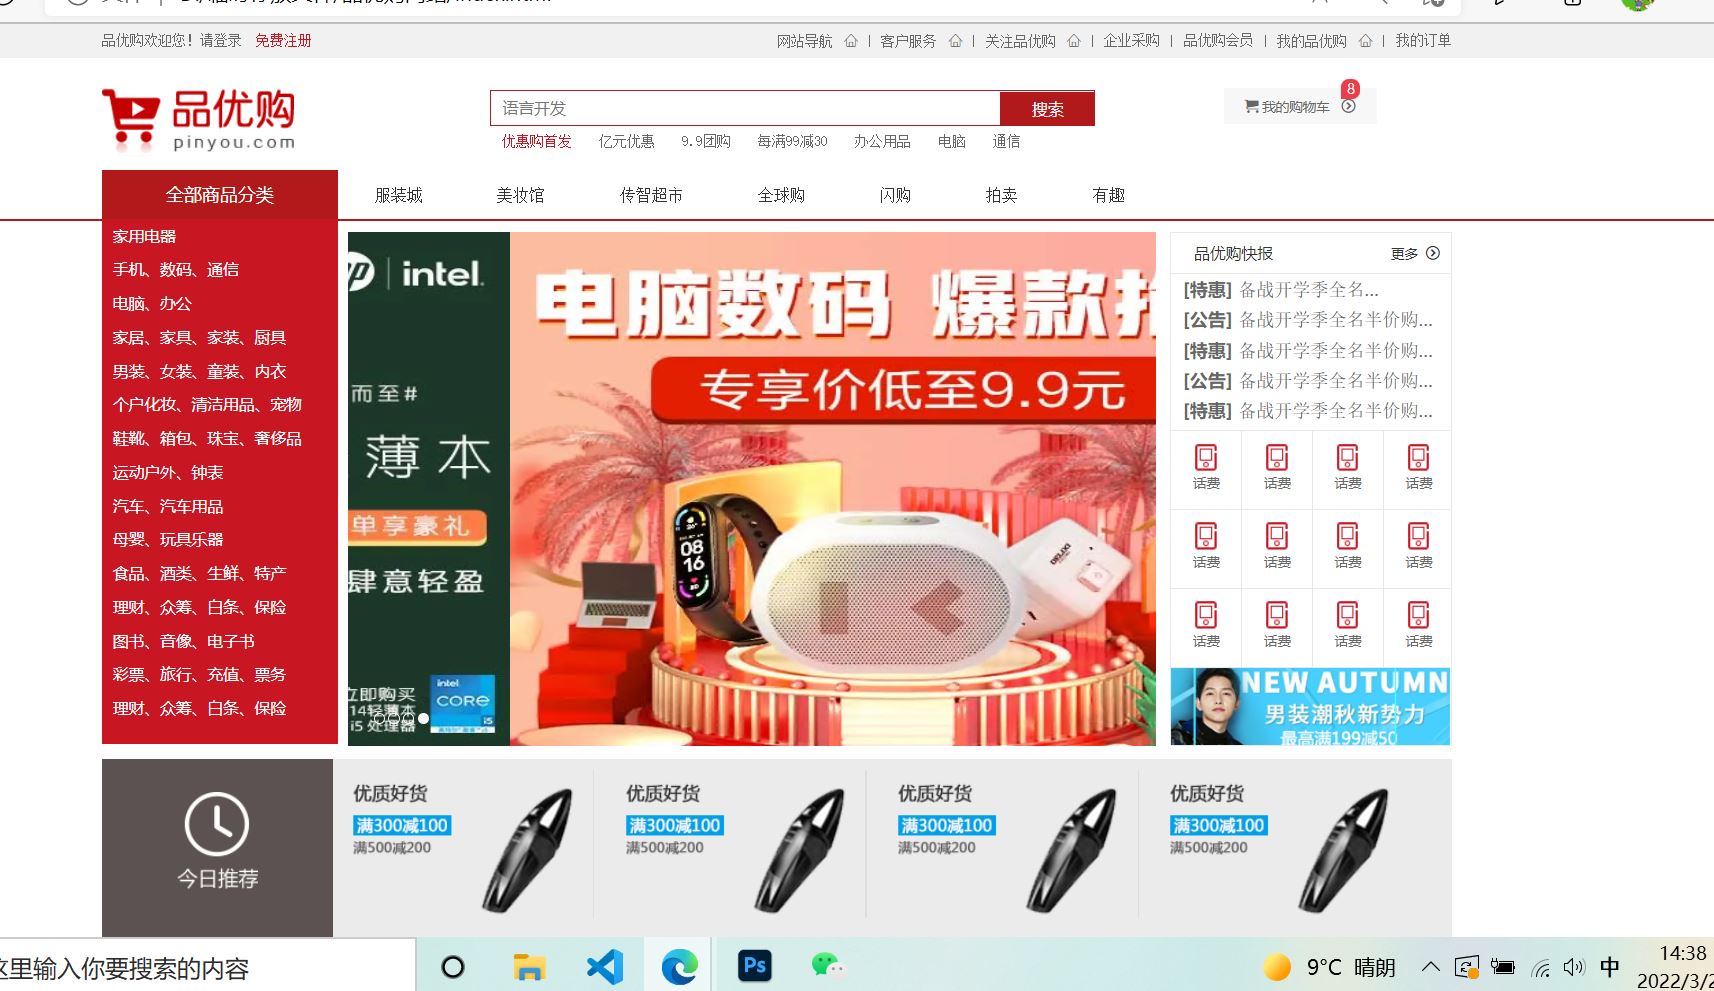 品优购欢迎您！请登录 免费注册
网站导航 | 客户服务 | 关注品优购 | 企业采购 | 品优购会员 | 我的品优购 | 我的订单
品优购
pinyou.com
语言开发 搜索
我的购物车 8
优惠购首发 亿元优惠 9.9团购 每满99减30 办公用品 电脑 通信
全部商品分类 服装城 美妆馆 传智超市 全球购 闪购 拍卖 有趣
家用电器
手机、数码、通信
电脑、办公
家居、家具、家装、厨具
男装、女装、童装、内衣
个户化妆、清洁用品、宠物
鞋靴、箱包、珠宝、奢侈品
运动户外、钟表
汽车、汽车用品
母婴、玩具乐器
食品、酒类、生鲜、特产
理财、众筹、白条、保险
图书、音像、电子书
彩票、旅行、充值、票务
理财、众筹、白条、保险
intel.
而至#
薄本
单享豪礼
肆意轻盈
立即购买
14轻薄本
i5 处理器
intel
CORE
i5
电脑数码 爆款抢
专享价低至9.9元
08
16
品优购快报 更多
[特惠] 备战开学季全名...
[公告] 备战开学季全名半价购...
[特惠] 备战开学季全名半价购...
[公告] 备战开学季全名半价购...
[特惠] 备战开学季全名半价购...
话费 话费 话费 话费
话费 话费 话费 话费
话费 话费 话费 话费
NEW AUTUMN
男装潮秋新势力
最高满199减50
今日推荐
优质好货 优质好货 优质好货 优质好货
满300减100 满300减100 满300减100 满300减100
满500减200 满500减200 满500减200 满500减200
这里输入你要搜索的内容
Ps
9°C 晴朗
中
14:38
2022/3/2